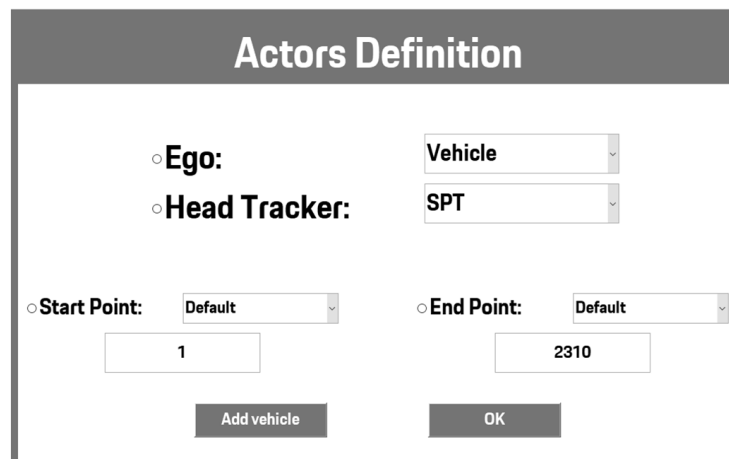 Actors Definition
Ego: Vehicle
Head Tracker: SPT
Start Point: Default End Point: Default
1 2310
Add vehicle OK